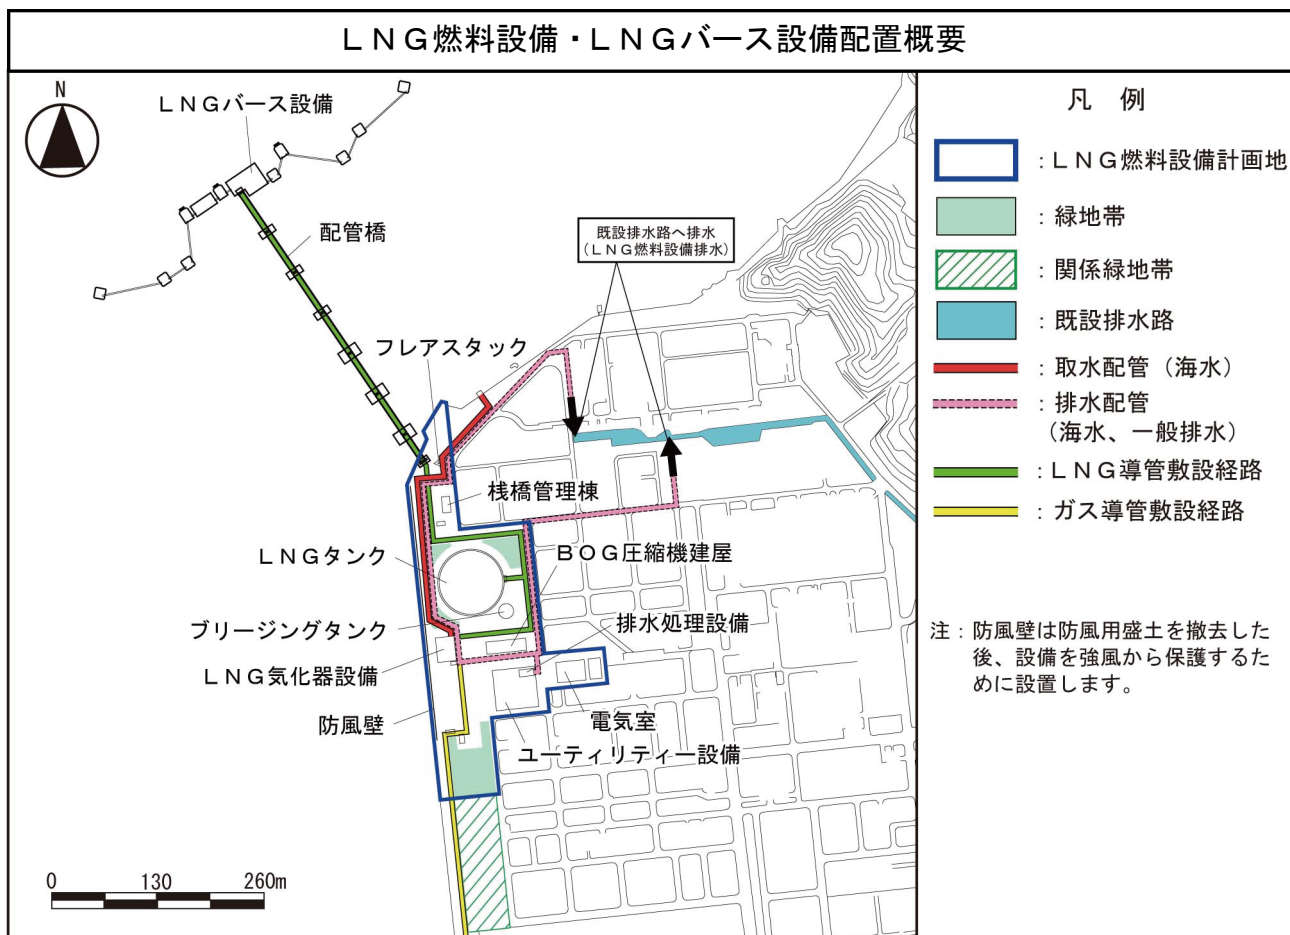 ＬＮＧ燃料設備・ＬＮＧバース設備配置概要
N
ＬＮＧバース設備
配管橋
既設排水路へ排水
（ＬＮＧ燃料設備排水）
フレアスタック
桟橋管理棟
ＬＮＧタンク
ＢＯＧ圧縮機建屋
ブリージングタンク
排水処理設備
ＬＮＧ気化器設備
防風壁
電気室
ユーティリティー設備
0 130 260m
凡　例
：ＬＮＧ燃料設備計画地
：緑地帯
：関係緑地帯
：既設排水路
：取水配管（海水）
：排水配管
（海水、一般排水）
：ＬＮＧ導管敷設経路
：ガス導管敷設経路
注：防風壁は防風用盛土を撤去した
後、設備を強風から保護するた
めに設置します。